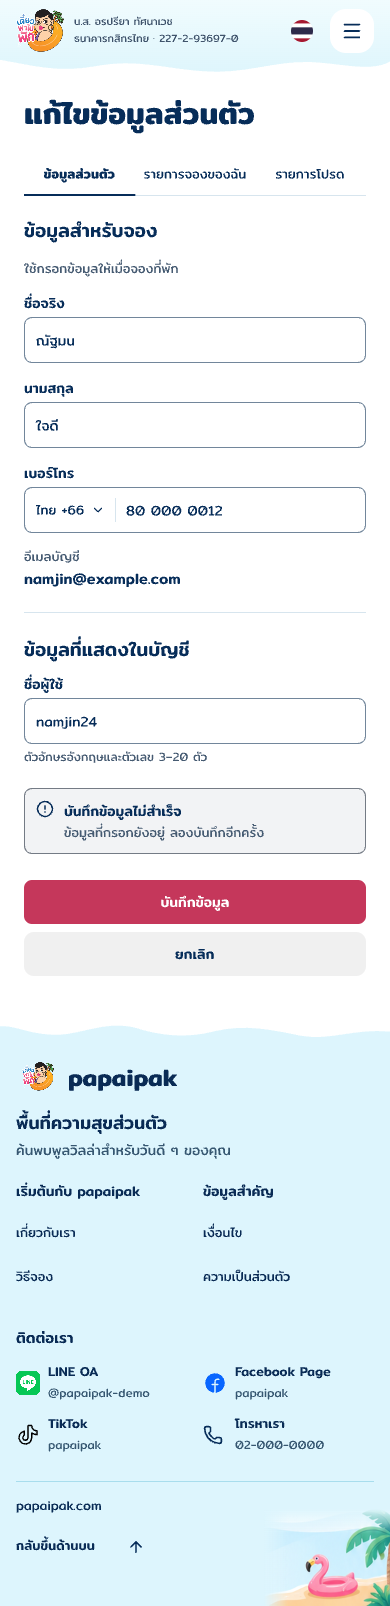 เที่ยวพาไปพัก
น.ส. อรปรียา ทัศนาเวช
ธนาคารกสิกรไทย · 227-2-93697-0
แก้ไขข้อมูลส่วนตัว
ข้อมูลส่วนตัว รายการจองของฉัน รายการโปรด
ข้อมูลสำหรับจอง
ใช้กรอกข้อมูลให้เมื่อจองที่พัก
ชื่อจริง
ณัฐมน
นามสกุล
ใจดี
เบอร์โทร
ไทย +66 80 000 0012
อีเมลบัญชี
namjin@example.com
ข้อมูลที่แสดงในบัญชี
ชื่อผู้ใช้
namjin24
ตัวอักษรอังกฤษและตัวเลข 3–20 ตัว
บันทึกข้อมูลไม่สำเร็จ
ข้อมูลที่กรอกยังอยู่ ลองบันทึกอีกครั้ง
บันทึกข้อมูล
ยกเลิก
papaipak
พื้นที่ความสุขส่วนตัว
ค้นพบพูลวิลล่าสำหรับวันดี ๆ ของคุณ
เริ่มต้นกับ papaipak ข้อมูลสำคัญ
เกี่ยวกับเรา เงื่อนไข
วิธีจอง ความเป็นส่วนตัว
ติดต่อเรา
LINE OA Facebook Page
@papaipak-demo papaipak
TikTok โทรหาเรา
papaipak 02-000-0000
papaipak.com
กลับขึ้นด้านบน